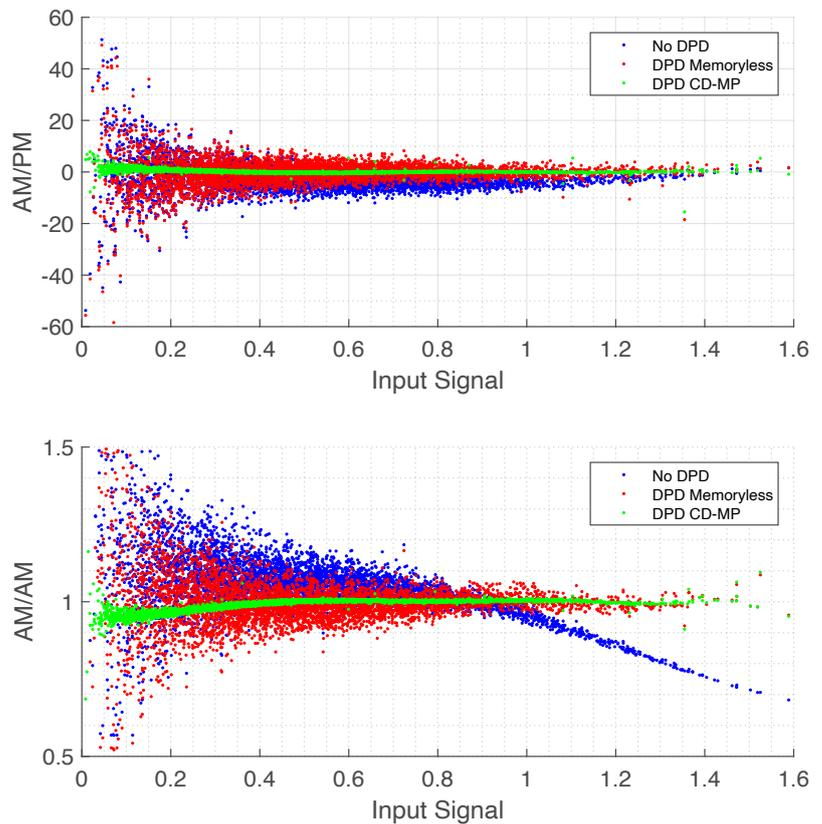 60
40
20
0
-20
-40
-60
AM/PM
No DPD
DPD Memoryless
DPD CD-MP
0 0.2 0.4 0.6 0.8 1 1.2 1.4 1.6
Input Signal
1.5
1
0.5
AM/AM
No DPD
DPD Memoryless
DPD CD-MP
0 0.2 0.4 0.6 0.8 1 1.2 1.4 1.6
Input Signal